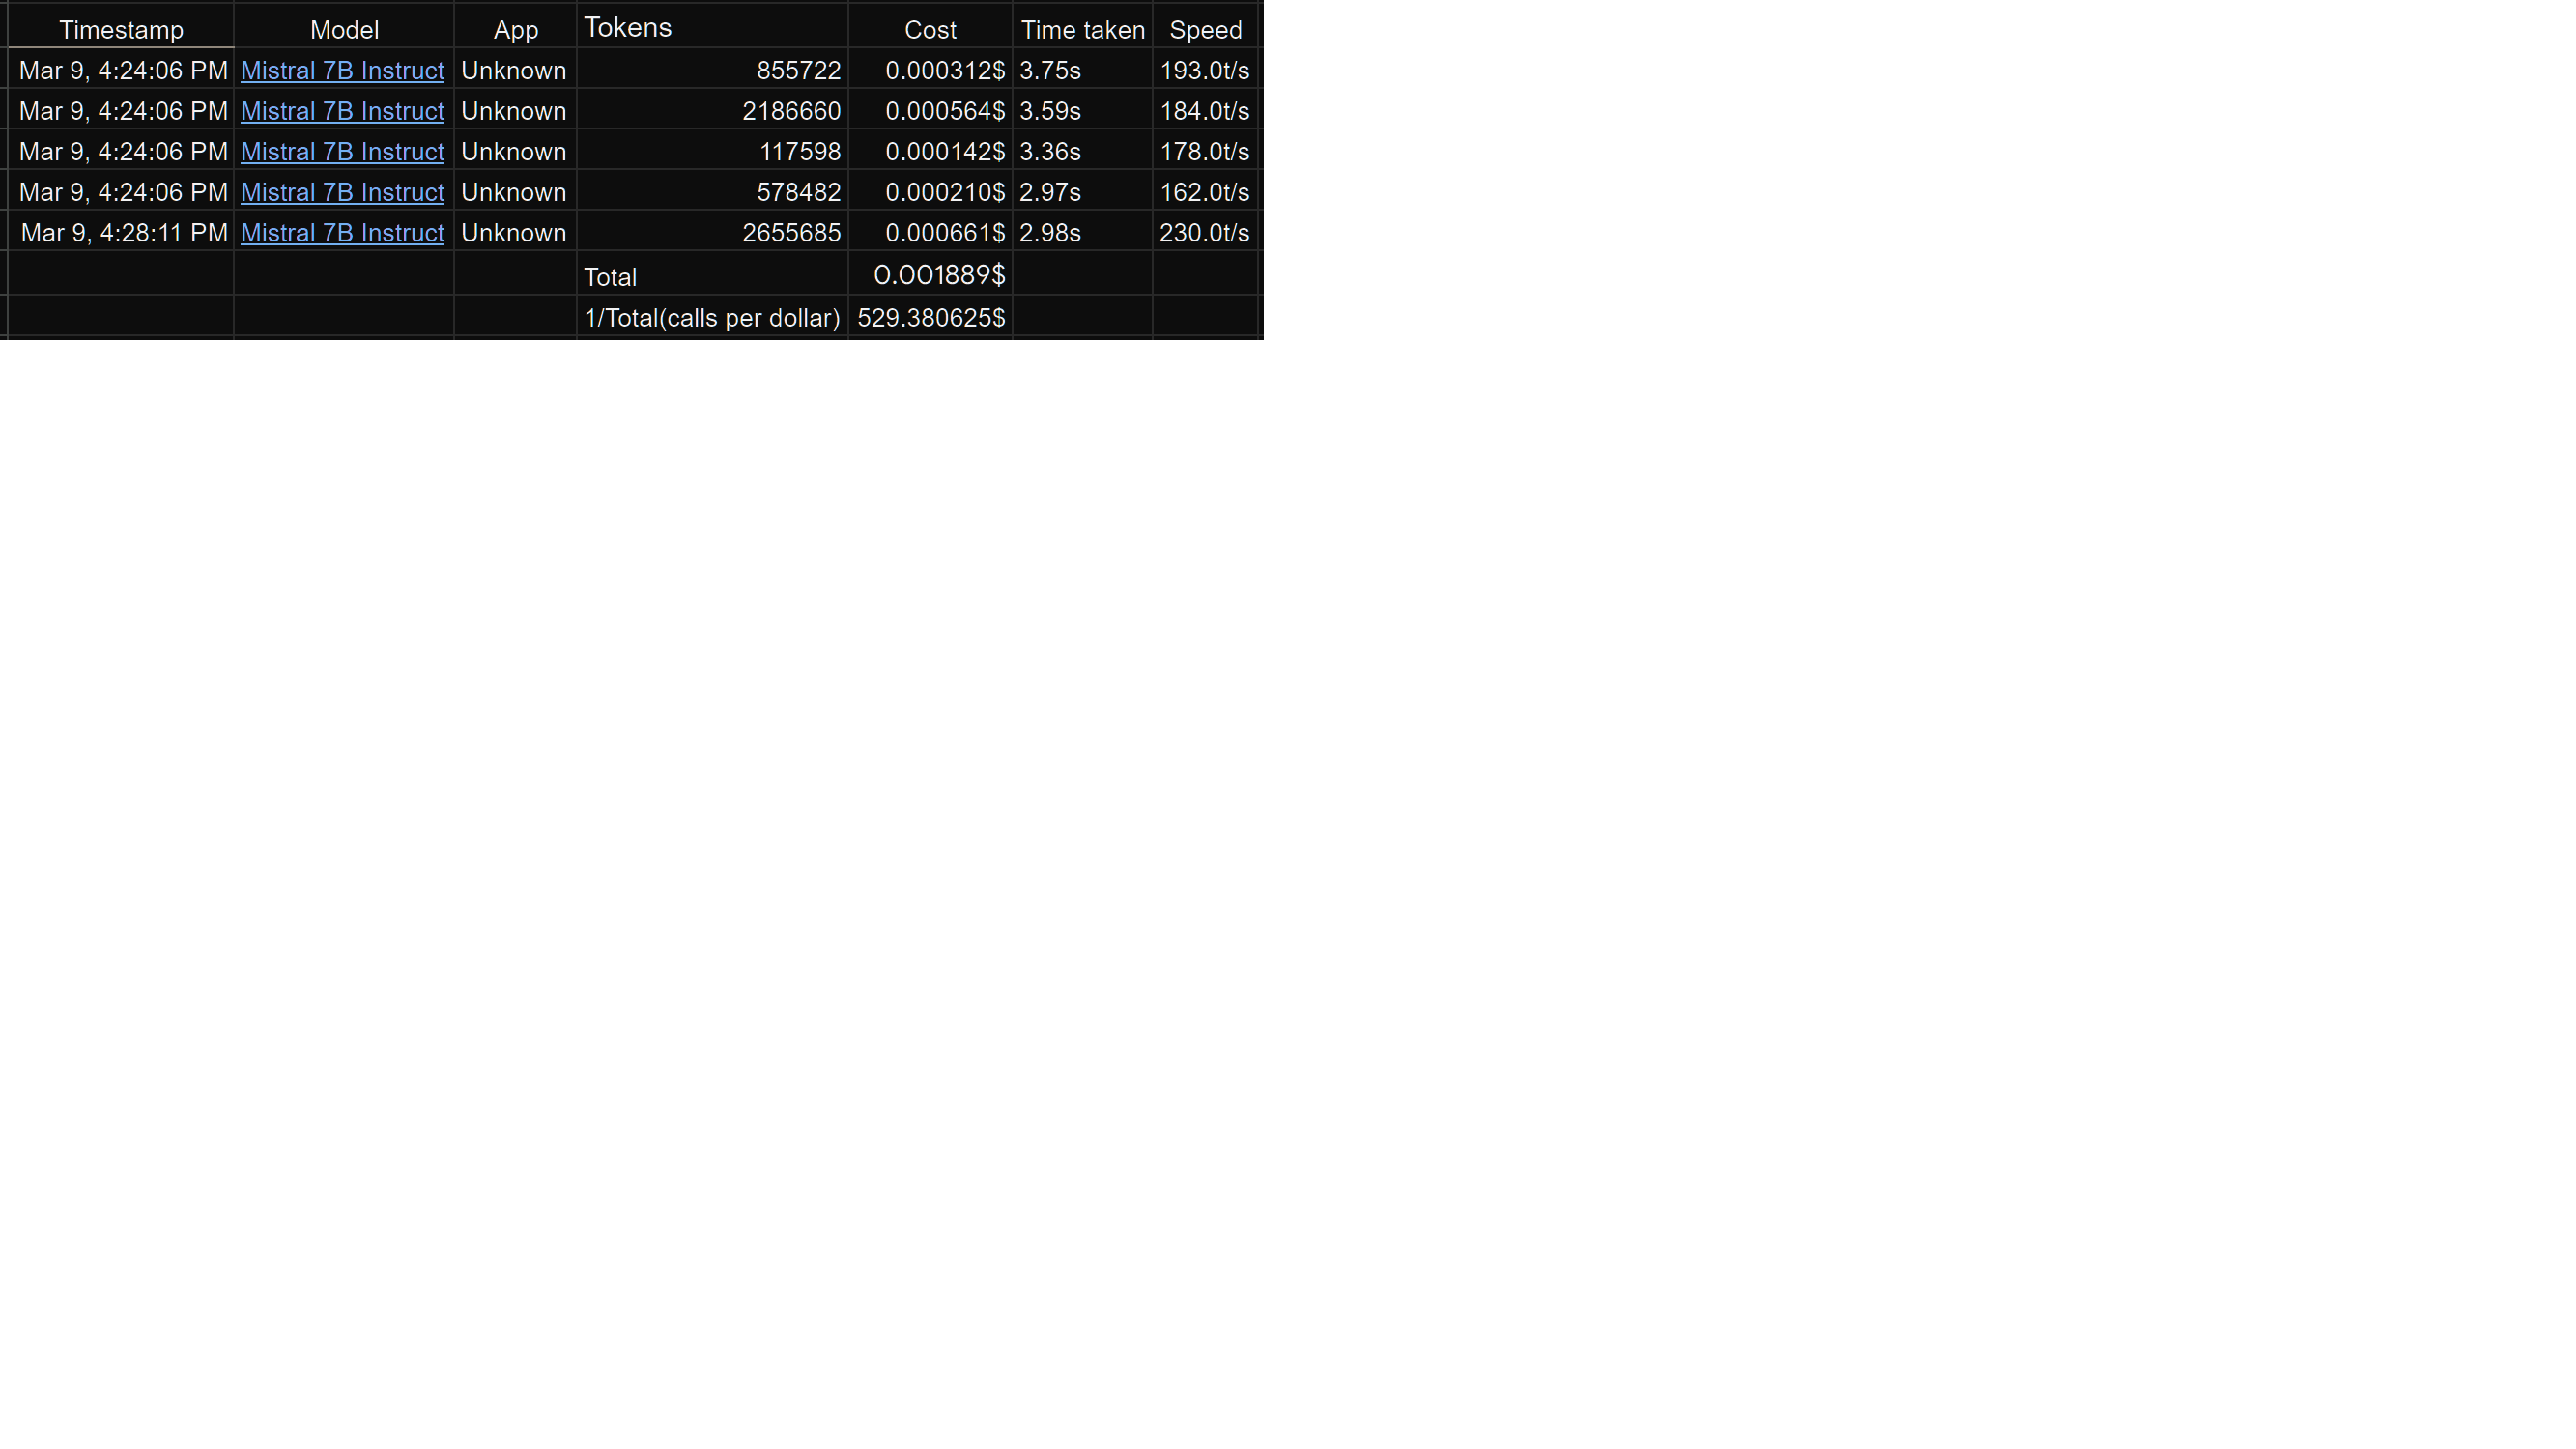 Timestamp Model App Tokens Cost Time taken Speed
Mar 9, 4:24:06 PM Mistral 7B Instruct Unknown 855722 0.000312$ 3.75s 193.0t/s
Mar 9, 4:24:06 PM Mistral 7B Instruct Unknown 2186660 0.000564$ 3.59s 184.0t/s
Mar 9, 4:24:06 PM Mistral 7B Instruct Unknown 117598 0.000142$ 3.36s 178.0t/s
Mar 9, 4:24:06 PM Mistral 7B Instruct Unknown 578482 0.000210$ 2.97s 162.0t/s
Mar 9, 4:28:11 PM Mistral 7B Instruct Unknown 2655685 0.000661$ 2.98s 230.0t/s
Total 0.001889$
1/Total(calls per dollar) 529.380625$